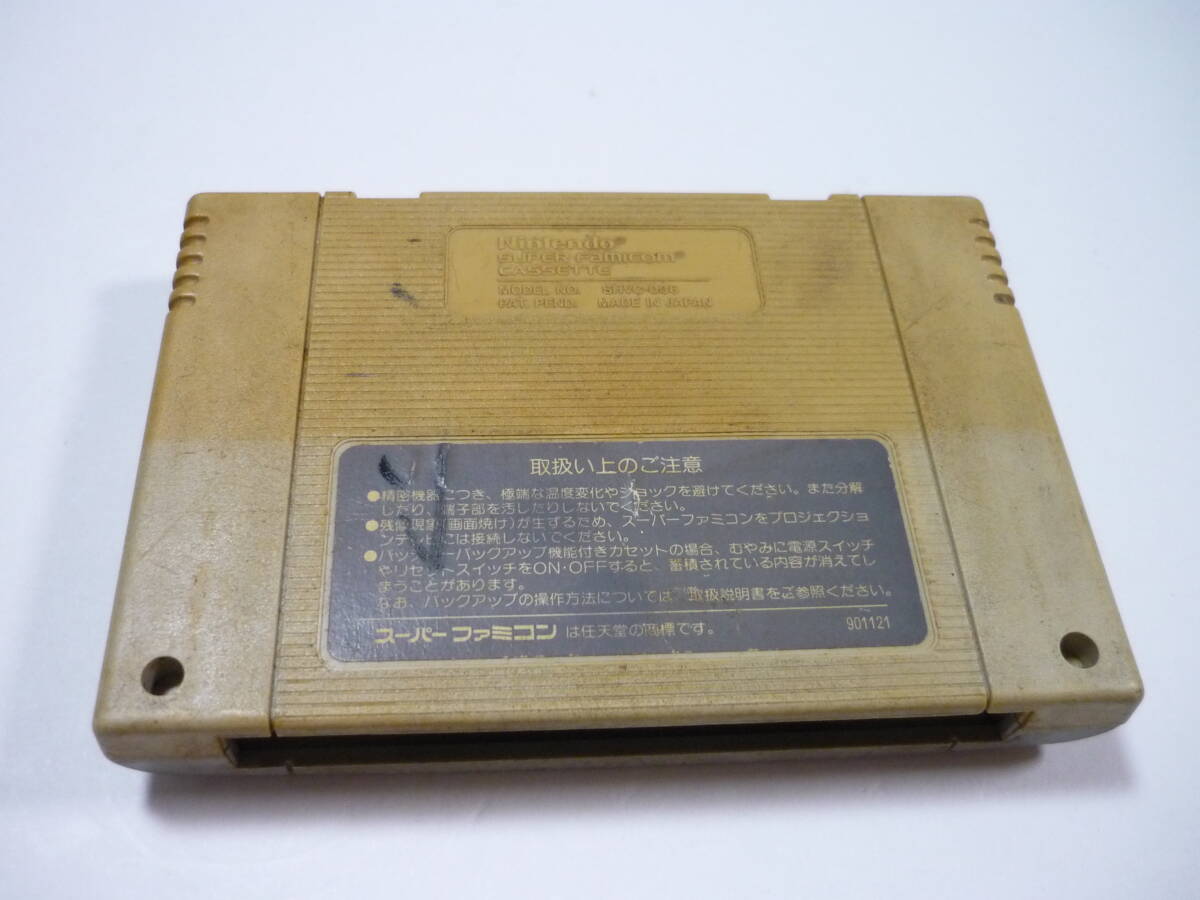 Nintendo®
SUPER FAMICOM®
CASSETTE
MODEL NO. SHVC-006
PAT. PEND. MADE IN JAPAN
取扱い上のご注意
●精密機器につき、極端な温度変化やショックを避けてください。また分解
したり、端子部を汚したりしないでください。
●残像現象(画面焼け)が生ずるため、スーパーファミコンをプロジェクショ
ンテレビには接続しないでください。
●バッテリーバックアップ機能付きカセットの場合、むやみに電源スイッチ
やリセットスイッチをON・OFFすると、蓄積されている内容が消えてし
まうことがあります。
なお、バックアップの操作方法については、取扱説明書をご参照ください。
スーパーファミコン は任天堂の商標です。
901121